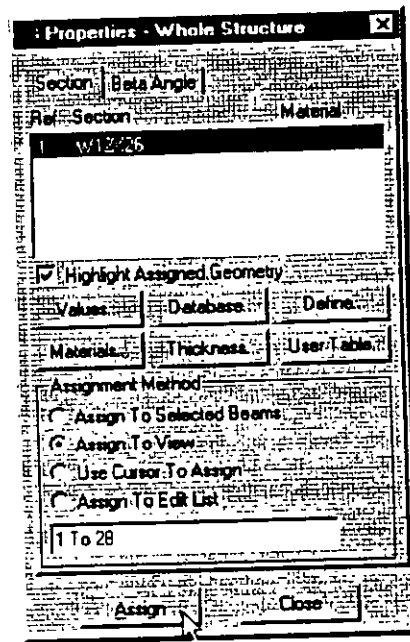 : Properties - Whole Structure
Section Beta Angle
Ref Section Material
1 W12X26
Highlight Assigned Geometry
Values... Database... Define...
Materials... Thickness... User Table...
Assignment Method
Assign To Selected Beams
Assign To View
Use Cursor To Assign
Assign To Edit List
1 To 28
Assign Close